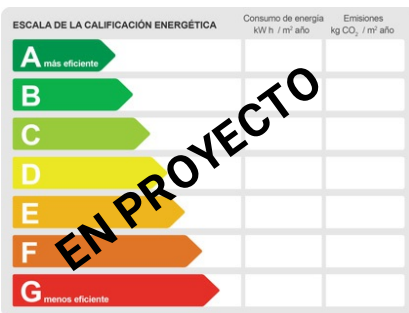 ESCALA DE LA CALIFICACIÓN ENERGÉTICA
Consumo de energía
kW h / m² año
Emisiones
kg CO₂ / m² año
A más eficiente
B
C
D
E
F
G menos eficiente
EN PROYECTO